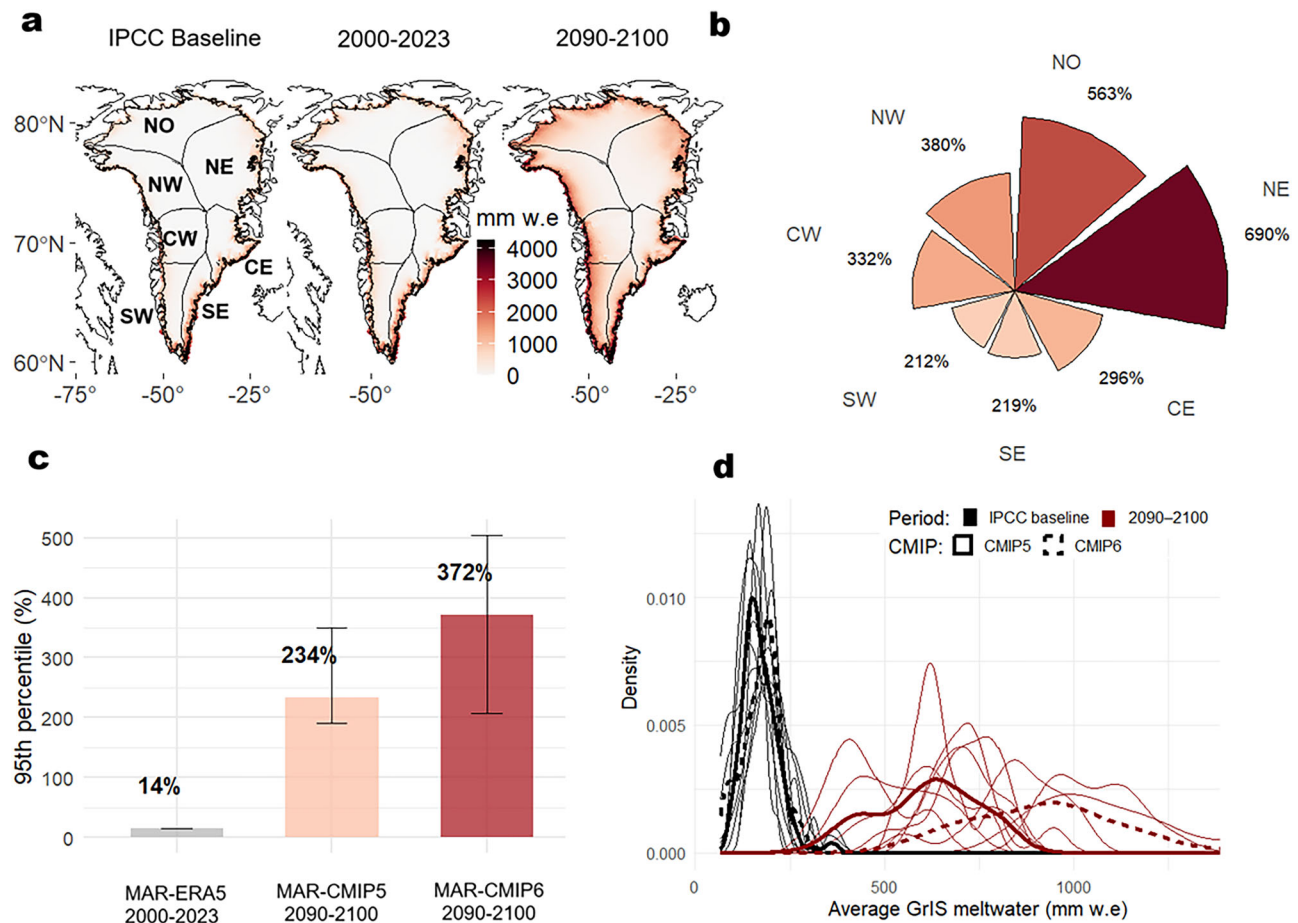 a
IPCC Baseline 2000-2023 2090-2100
80°N
70°N
60°N
NO
NE
NW
CW
CE
SW
SE
mm w.e
4000
3000
2000
1000
0
-75° -50° -25° -50° -50° -25°
b
NO
563%
NW
380%
NE
690%
CW
332%
212%
SW
219%
SE
296%
CE
c
95th percentile (%)
500
400
300
200
100
0
14%
234%
372%
MAR-ERA5 MAR-CMIP5 MAR-CMIP6
2000-2023 2090-2100 2090-2100
d
Period: IPCC baseline 2090–2100
CMIP: CMIP5 CMIP6
Density
0.010
0.005
0.000
0 500 1000
Average GrIS meltwater (mm w.e)